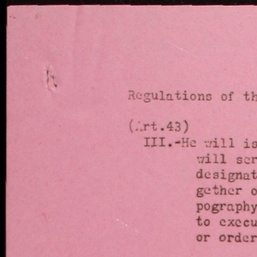 Regulations of th
(Art.43)
III.-He will is
will ser
designat
gether o
pography
to execu
or order